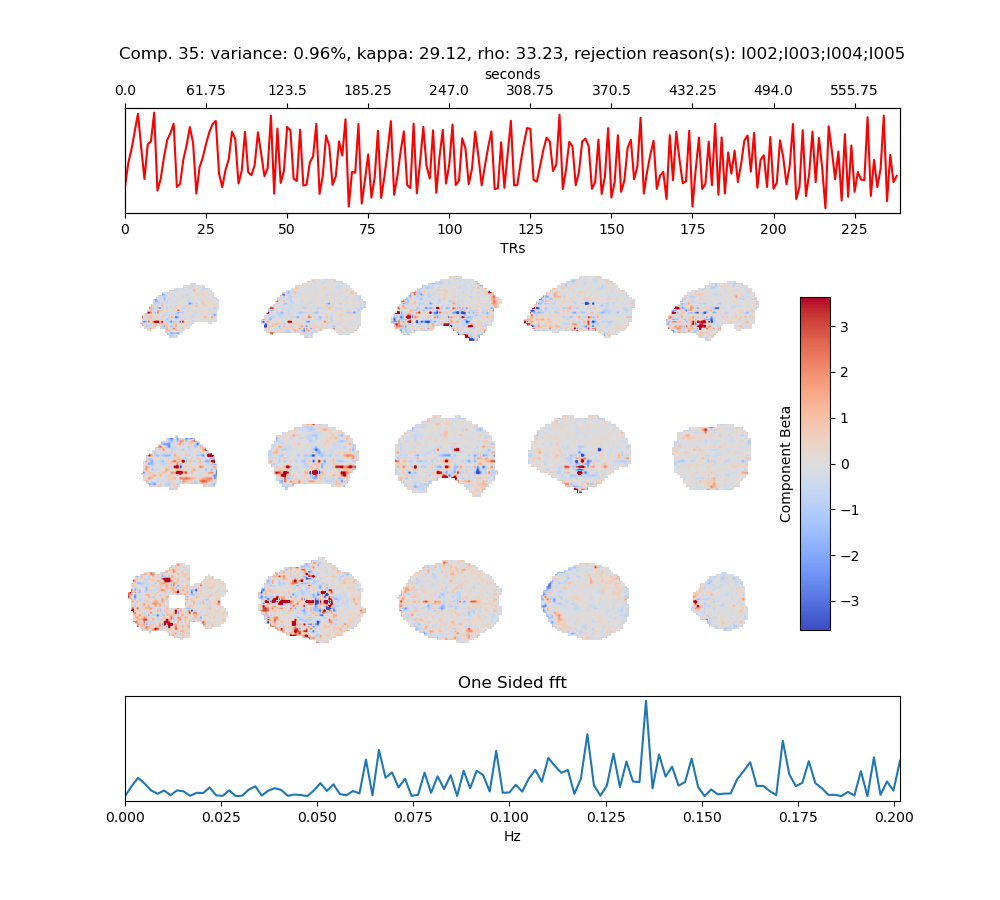 Comp. 35: variance: 0.96%, kappa: 29.12, rho: 33.23, rejection reason(s): I002;I003;I004;I005
seconds
0.0 61.75 123.5 185.25 247.0 308.75 370.5 432.25 494.0 555.75
0 25 50 75 100 125 150 175 200 225
TRs
3
2
1
0
−1
−2
−3
Component Beta
One Sided fft
0.000 0.025 0.050 0.075 0.100 0.125 0.150 0.175 0.200
Hz